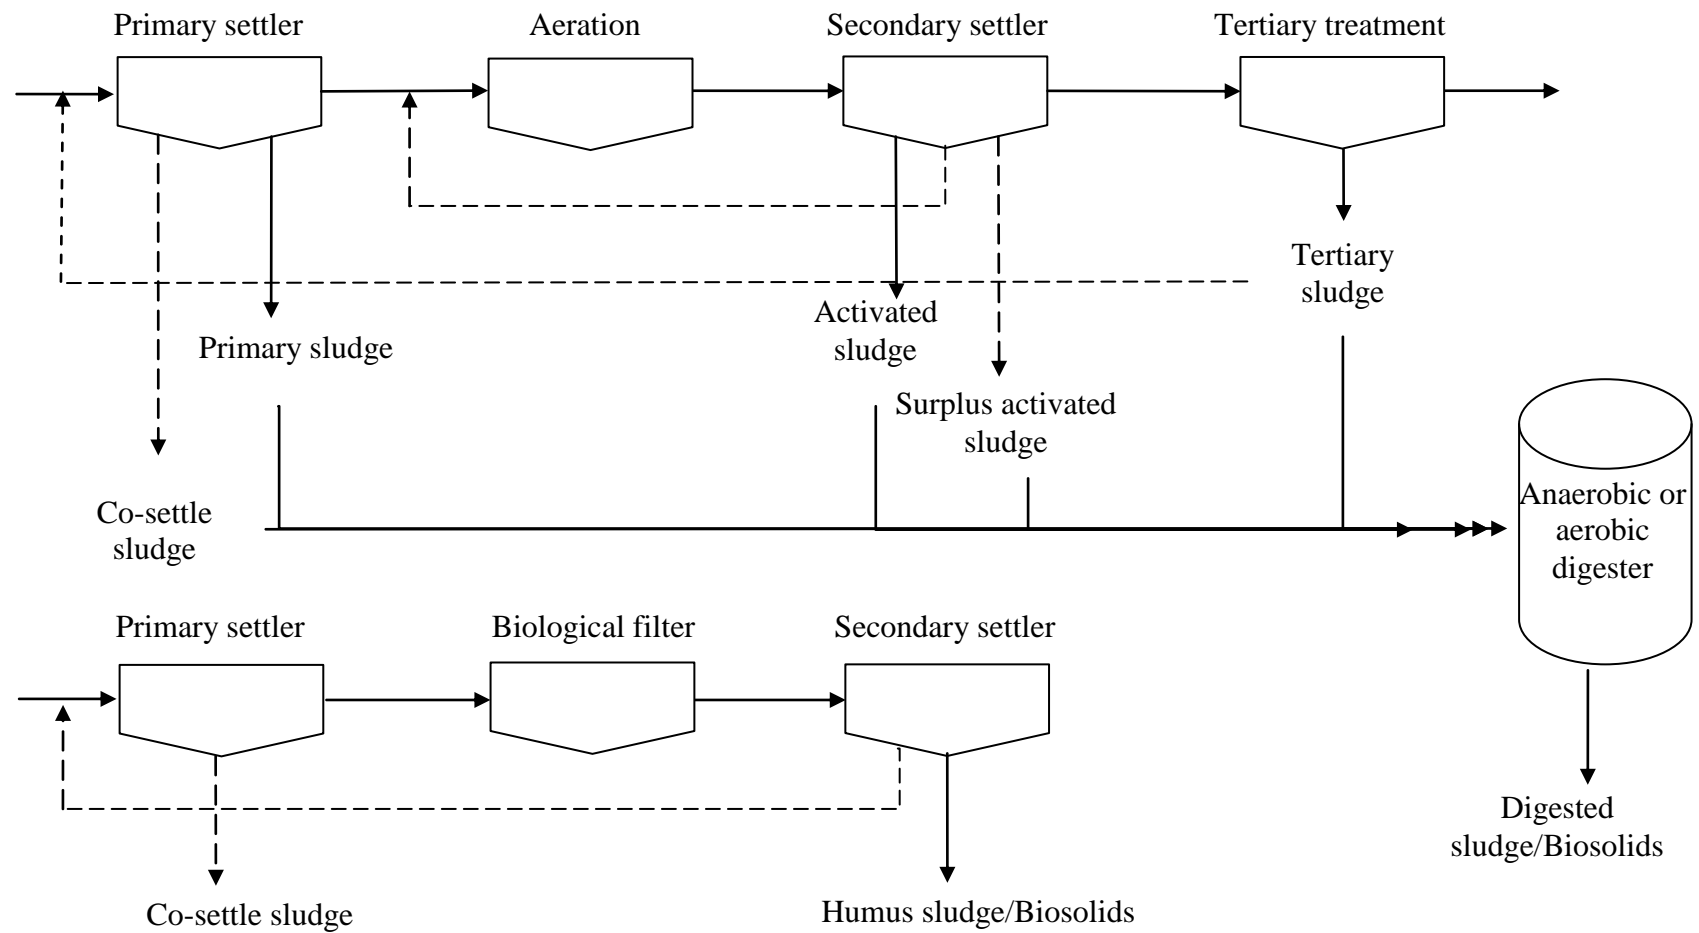 Primary settler
Aeration
Secondary settler
Tertiary treatment
Tertiary
sludge
Activated
sludge
Primary sludge
Surplus activated
sludge
Co-settle
sludge
Anaerobic or
aerobic
digester
Primary settler
Biological filter
Secondary settler
Digested
sludge/Biosolids
Co-settle sludge
Humus sludge/Biosolids